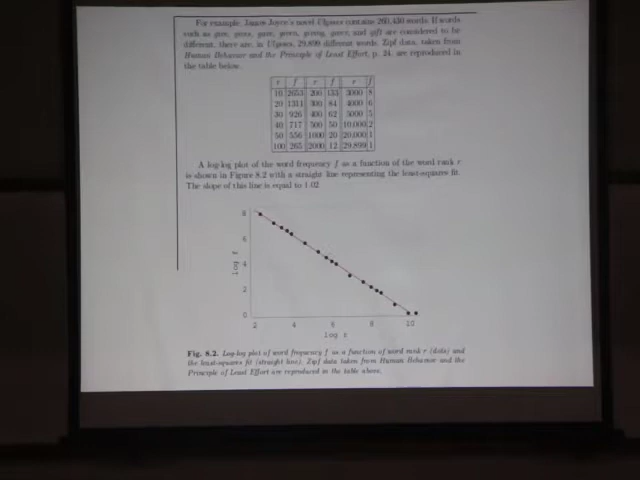 For example, James Joyce's novel Ulysses contains 260,430 words. If words
such as give, gives, gave, given, giving, giver, and gift are considered to be
different, there are, in Ulysses, 29,899 different words. Zipf data, taken from
Human Behavior and the Principle of Least Effort, p. 24, are reproduced in
the table below.
r f r f r f
10 2653 200 133 3000 8
20 1311 300 84 4000 6
30 926 400 62 5000 5
40 717 500 50 10,000 2
50 556 1000 20 20,000 1
100 265 2000 12 29,899 1
A log-log plot of the word frequency f as a function of the word rank r
is shown in Figure 8.2 with a straight line representing the least-squares fit.
The slope of this line is equal to 1.02
8
6
4
2
0
log f
2 4 6 8 10
log r
Fig. 8.2. Log-log plot of word frequency f as a function of word rank r (dots) and
the least-squares fit (straight line). Zipf data taken from Human Behavior and the
Principle of Least Effort are reproduced in the table above.